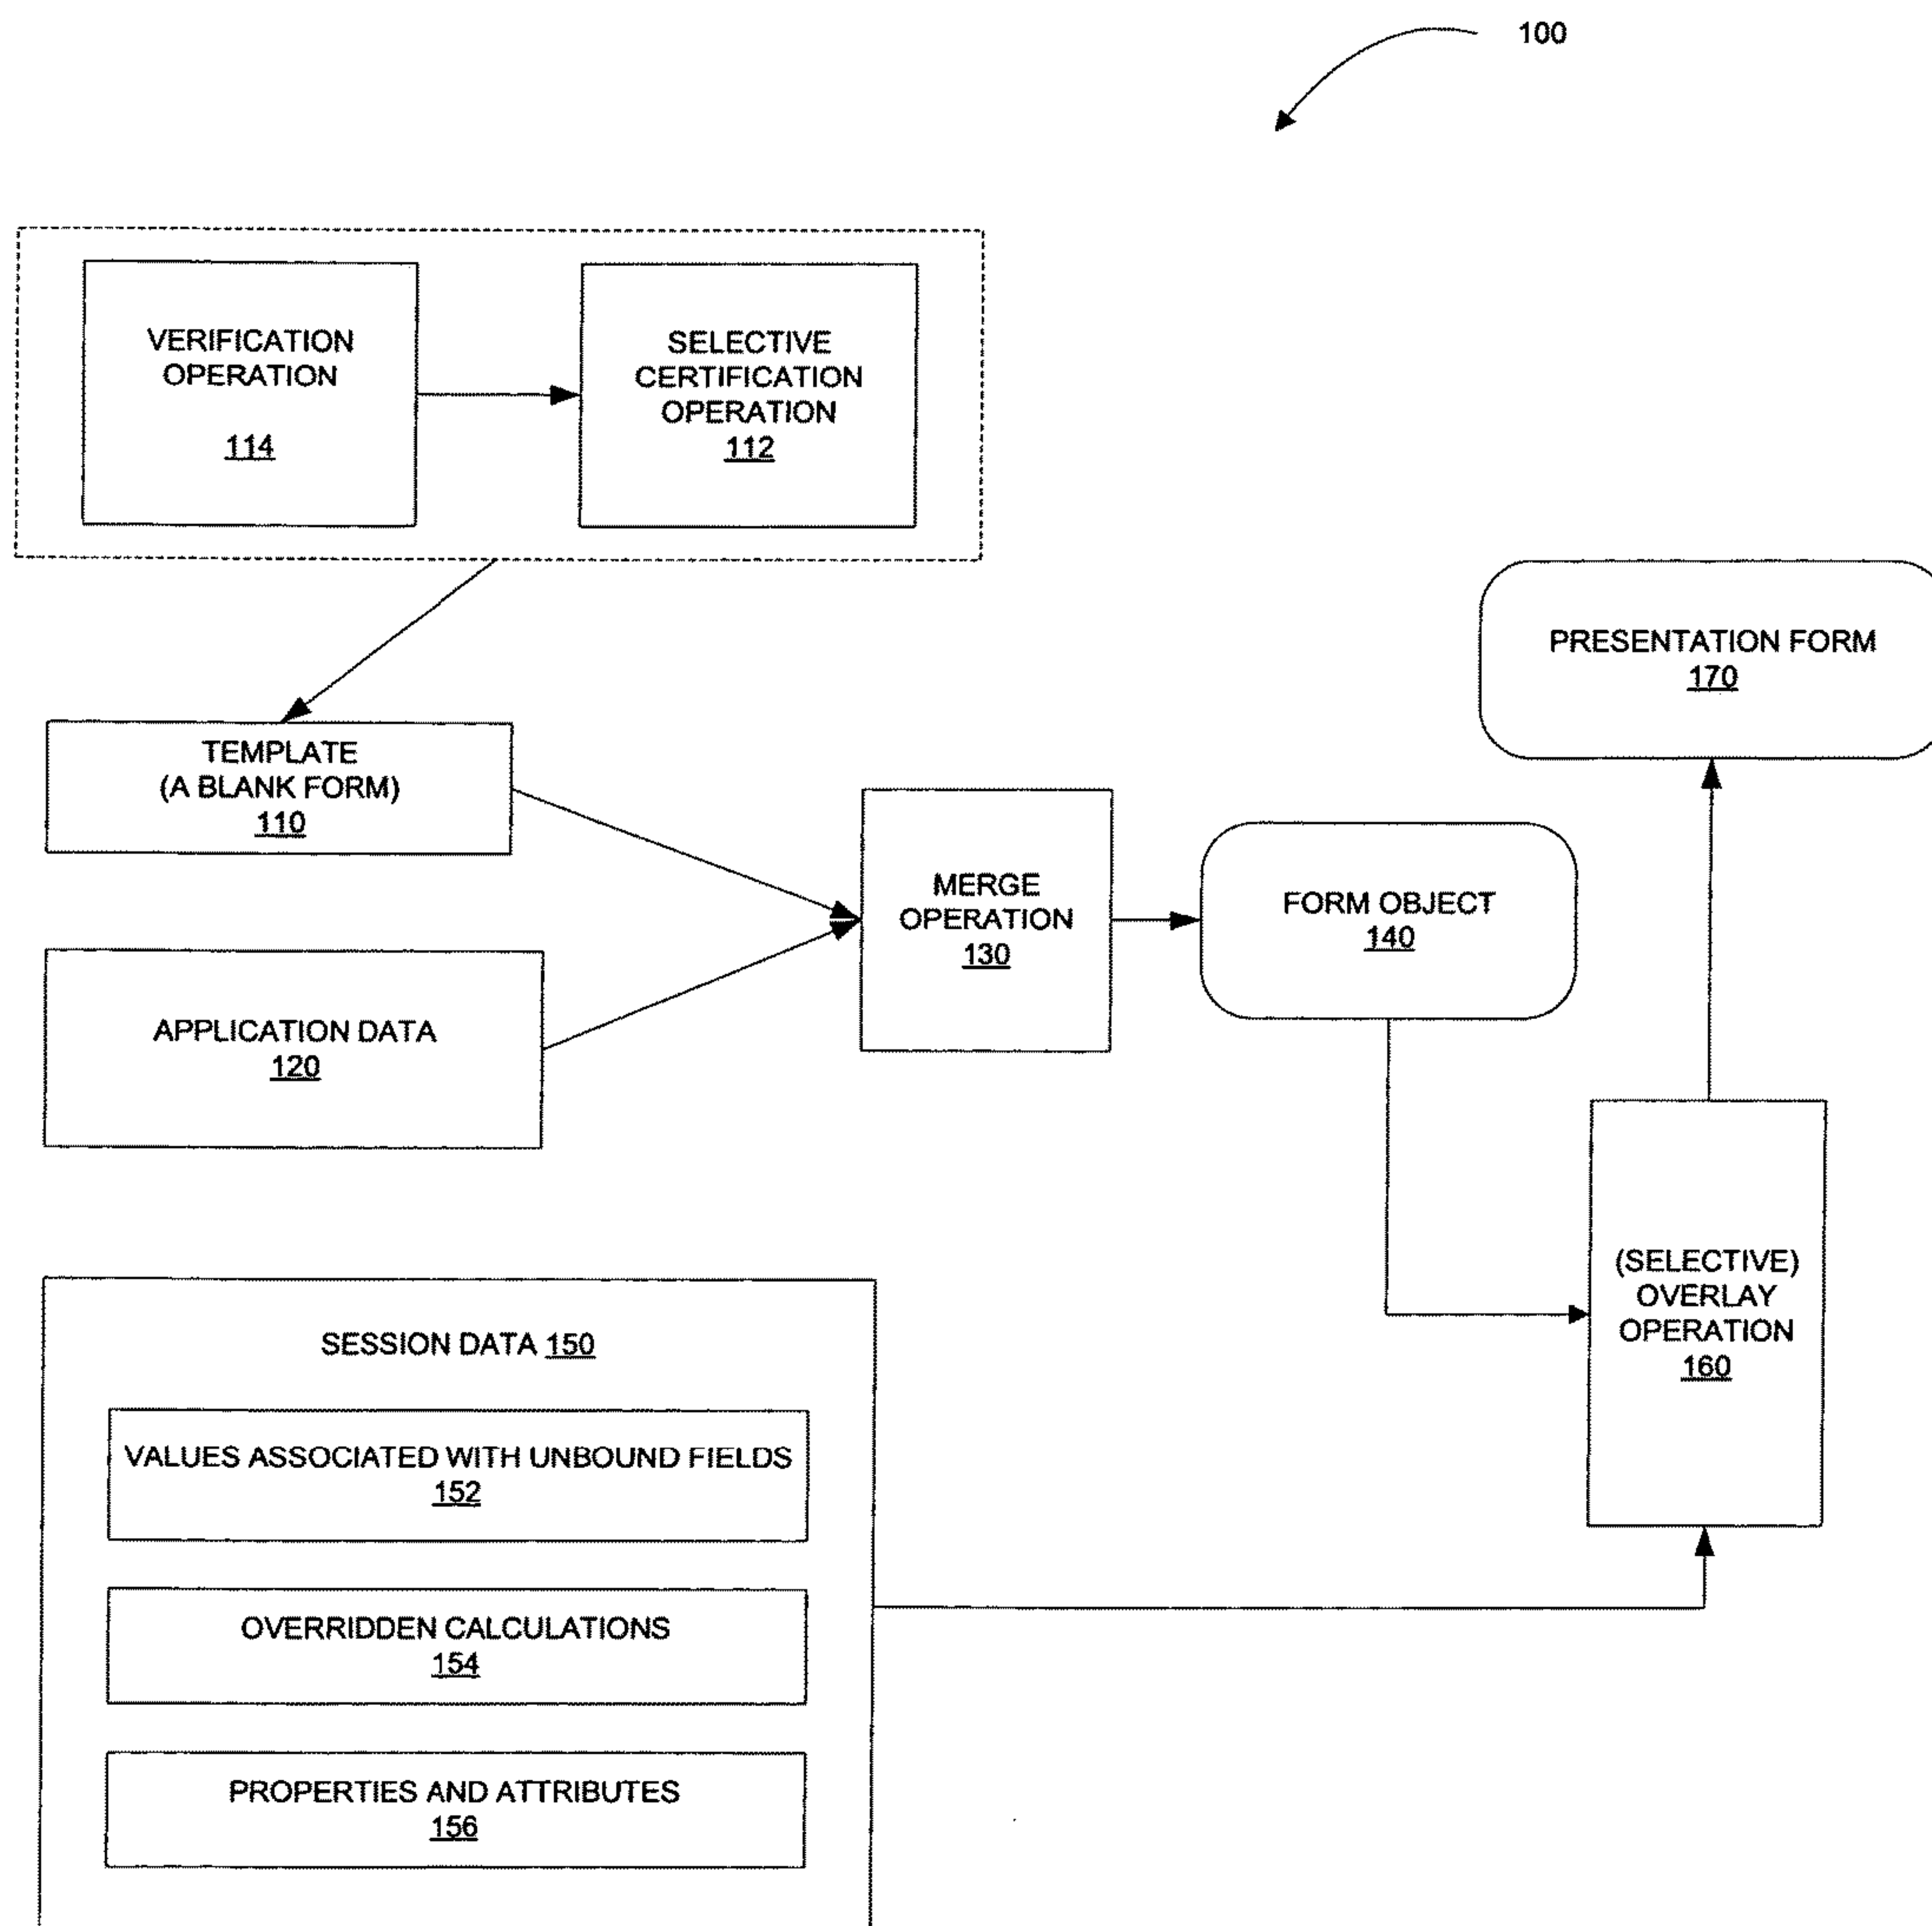 100
VERIFICATION
OPERATION
114
SELECTIVE
CERTIFICATION
OPERATION
112
PRESENTATION FORM
170
TEMPLATE
(A BLANK FORM)
110
MERGE
OPERATION
130
FORM OBJECT
140
APPLICATION DATA
120
(SELECTIVE)
OVERLAY
OPERATION
160
SESSION DATA 150
VALUES ASSOCIATED WITH UNBOUND FIELDS
152
OVERRIDDEN CALCULATIONS
154
PROPERTIES AND ATTRIBUTES
156